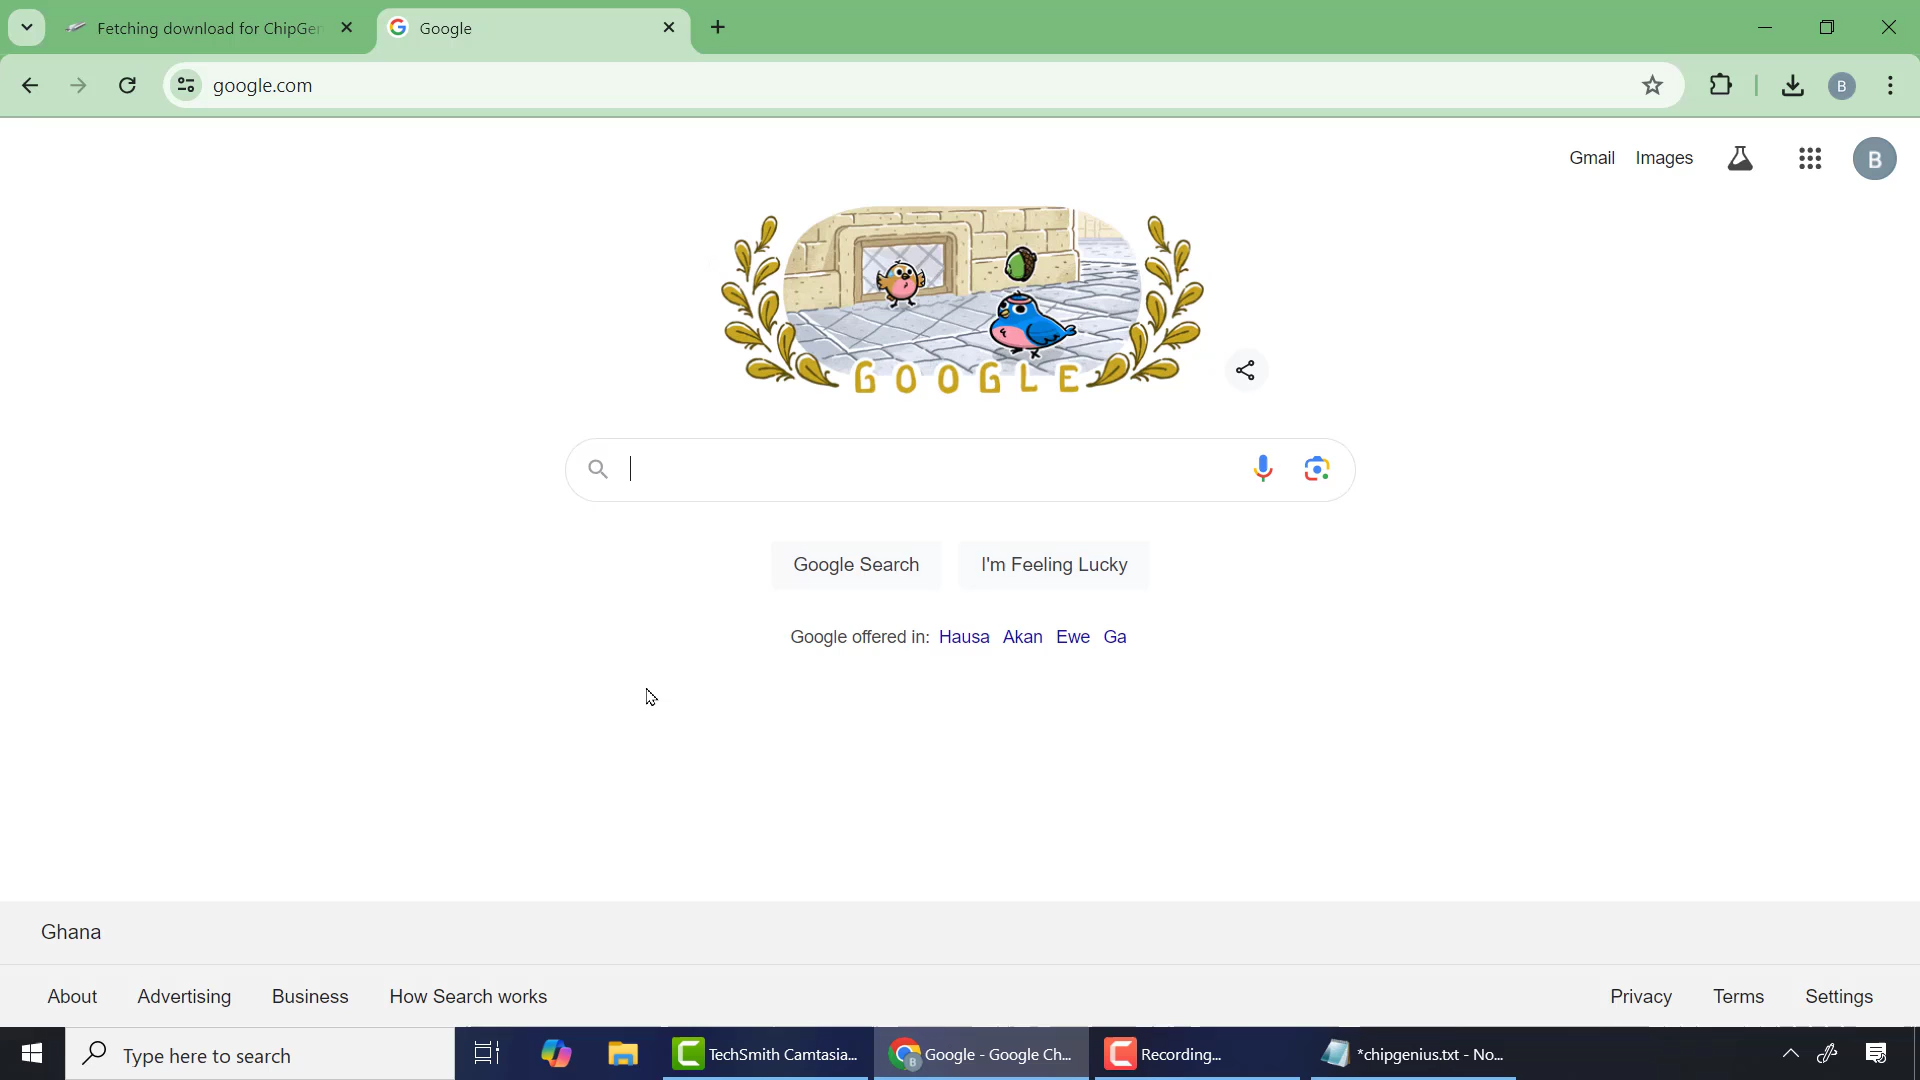 Fetching download for ChipGen
Google
google.com
B
Gmail Images
B
GOOGLE
Google Search
I'm Feeling Lucky
Google offered in: Hausa Akan Ewe Ga
Ghana
About Advertising Business How Search works
Privacy Terms Settings
Type here to search
TechSmith Camtasia...
B
Google - Google Ch...
Recording...
*chipgenius.txt - No...